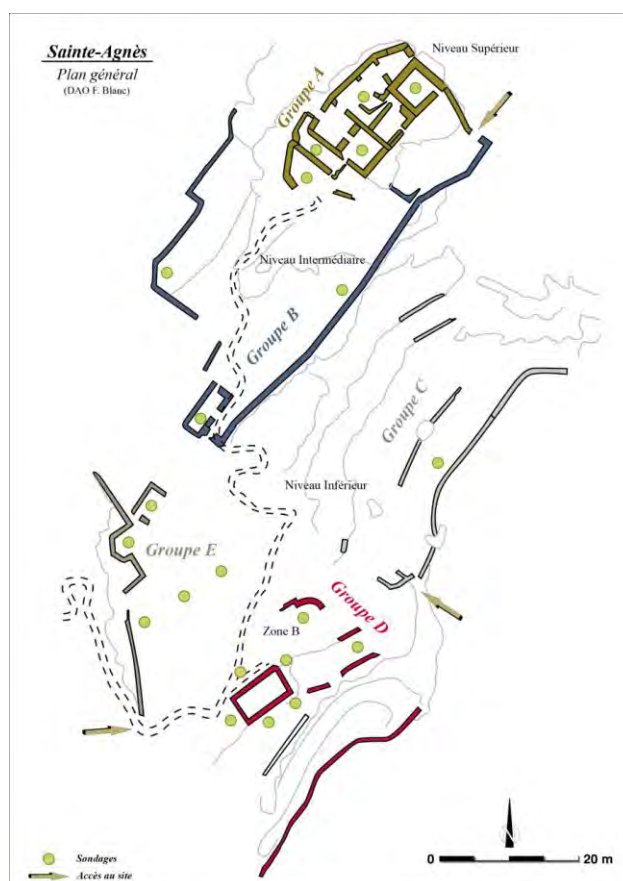 Sainte-Agnès
Plan général
(DAO F. Blanc)
Niveau Supérieur
Groupe A
Niveau Intermédiaire
Groupe B
Groupe C
Niveau Inférieur
Groupe E
Groupe D
Zone B
N
0 20 m
Sondages
Accès au site